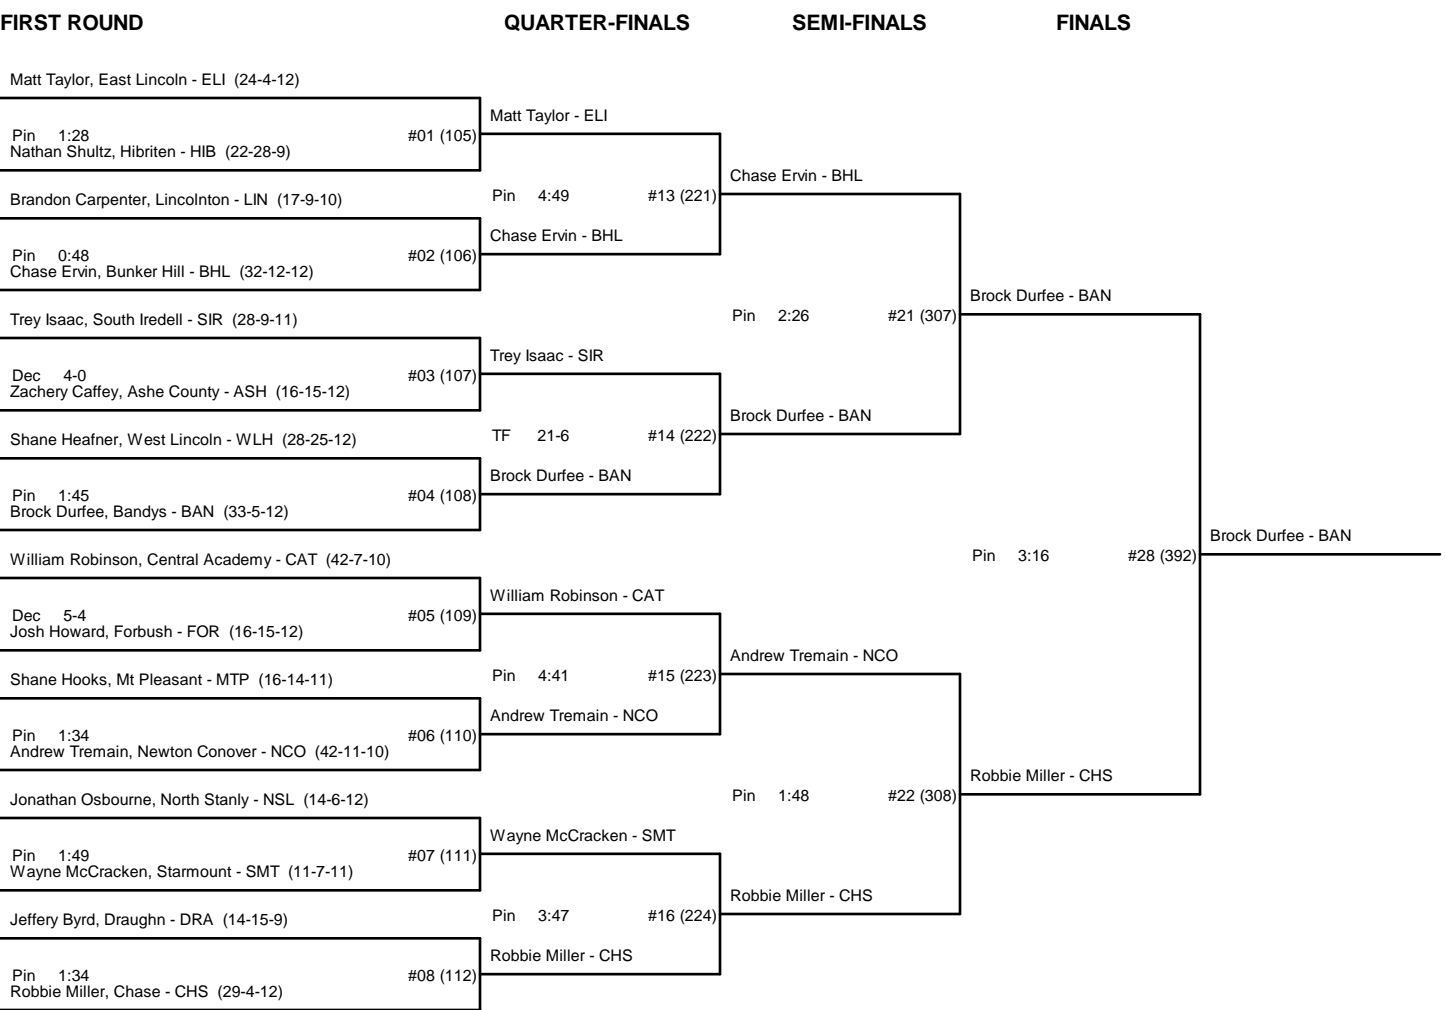 FIRST ROUND
QUARTER-FINALS
SEMI-FINALS
FINALS
Matt Taylor, East Lincoln - ELI (24-4-12)
Pin 1:28 #01 (105)
Nathan Shultz, Hibriten - HIB (22-28-9)
Brandon Carpenter, Lincolnton - LIN (17-9-10)
Pin 0:48 #02 (106)
Chase Ervin, Bunker Hill - BHL (32-12-12)
Trey Isaac, South Iredell - SIR (28-9-11)
Dec 4-0 #03 (107)
Zachery Caffey, Ashe County - ASH (16-15-12)
Shane Heafner, West Lincoln - WLH (28-25-12)
Pin 1:45 #04 (108)
Brock Durfee, Bandys - BAN (33-5-12)
William Robinson, Central Academy - CAT (42-7-10)
Dec 5-4 #05 (109)
Josh Howard, Forbush - FOR (16-15-12)
Shane Hooks, Mt Pleasant - MTP (16-14-11)
Pin 1:34 #06 (110)
Andrew Tremain, Newton Conover - NCO (42-11-10)
Jonathan Osbourne, North Stanly - NSL (14-6-12)
Pin 1:49 #07 (111)
Wayne McCracken, Starmount - SMT (11-7-11)
Jeffery Byrd, Draughn - DRA (14-15-9)
Pin 1:34 #08 (112)
Robbie Miller, Chase - CHS (29-4-12)
Matt Taylor - ELI
Pin 4:49 #13 (221)
Chase Ervin - BHL
Trey Isaac - SIR
TF 21-6 #14 (222)
Brock Durfee - BAN
William Robinson - CAT
Pin 4:41 #15 (223)
Andrew Tremain - NCO
Wayne McCracken - SMT
Pin 3:47 #16 (224)
Robbie Miller - CHS
Chase Ervin - BHL
Pin 2:26 #21 (307)
Brock Durfee - BAN
Andrew Tremain - NCO
Pin 1:48 #22 (308)
Robbie Miller - CHS
Brock Durfee - BAN
Pin 3:16 #28 (392)
Robbie Miller - CHS
Brock Durfee - BAN